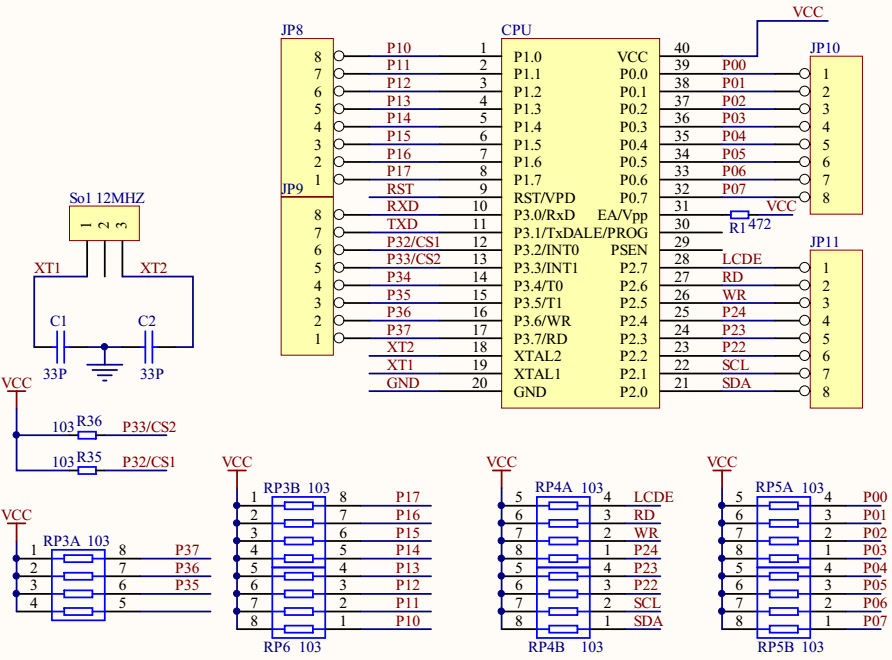 VCC
JP8 CPU JP10
8 P10 1 P1.0 VCC 40
7 P11 2 P1.1 P0.0 39 P00 1
6 P12 3 P1.2 P0.1 38 P01 2
5 P13 4 P1.3 P0.2 37 P02 3
4 P14 5 P1.4 P0.3 36 P03 4
3 P15 6 P1.5 P0.4 35 P04 5
2 P16 7 P1.6 P0.5 34 P05 6
1 P17 8 P1.7 P0.6 33 P06 7
JP9 RST 9 RST/VPD P0.7 32 P07 8
8 RXD 10 P3.0/RxD EA/Vpp 31 R1 472 VCC
7 TXD 11 P3.1/TxD ALE/PROG 30
6 P32/CS1 12 P3.2/INT0 PSEN 29 JP11
5 P33/CS2 13 P3.3/INT1 P2.7 28 LCDE 1
4 P34 14 P3.4/T0 P2.6 27 RD 2
3 P35 15 P3.5/T1 P2.5 26 WR 3
2 P36 16 P3.6/WR P2.4 25 P24 4
1 P37 17 P3.7/RD P2.3 24 P23 5
XT2 18 XTAL2 P2.2 23 P22 6
XT1 19 XTAL1 P2.1 22 SCL 7
GND 20 GND P2.0 21 SDA 8
So1 12MHZ
1 2 3
XT1 XT2
C1 C2
33P 33P
VCC
103 R36 P33/CS2
103 R35 P32/CS1
VCC
RP3A 103
1 8 P37
2 7 P36
3 6 P35
4 5
VCC
RP3B 103
1 8 P17
2 7 P16
3 6 P15
4 5 P14
5 4 P13
6 3 P12
7 2 P11
8 1 P10
RP6 103
VCC
RP4A 103
5 4 LCDE
6 3 RD
7 2 WR
8 1 P24
5 4 P23
6 3 P22
7 2 SCL
8 1 SDA
RP4B 103
VCC
RP5A 103
5 4 P00
6 3 P01
7 2 P02
8 1 P03
5 4 P04
6 3 P05
7 2 P06
8 1 P07
RP5B 103